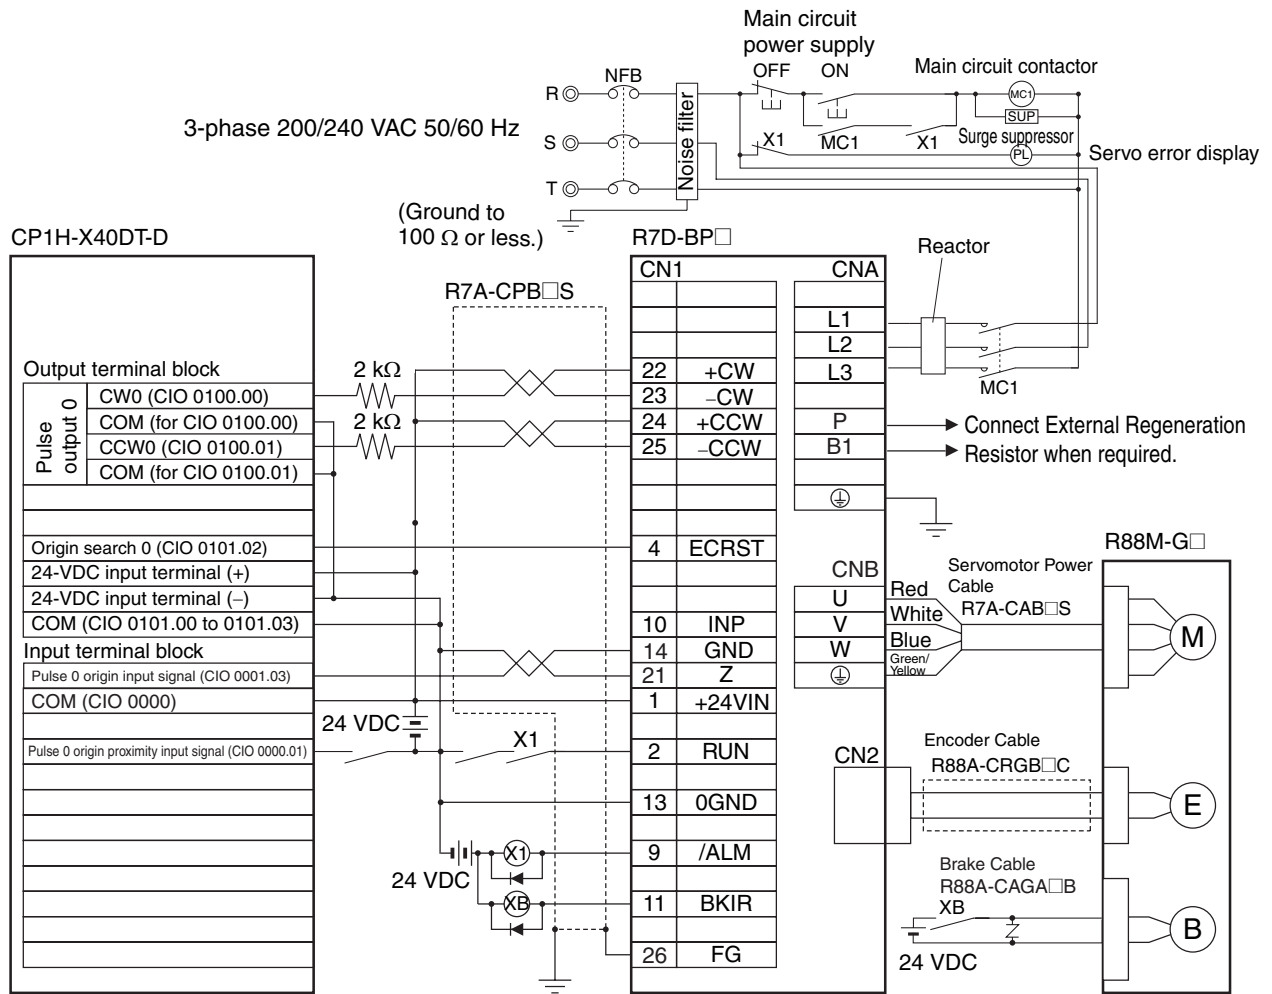 Main circuit
power supply
OFF ON
Main circuit contactor
NFB
R
MC1
SUP
3-phase 200/240 VAC 50/60 Hz
Noise filter
S
X1
MC1
X1
Surge suppressor
PL
Servo error display
T
(Ground to
100 Ω or less.)
CP1H-X40DT-D
R7D-BP□
Reactor
R7A-CPB□S
CN1
CNA
L1
L2
L3
MC1
P
B1
Connect External Regeneration
Resistor when required.
Output terminal block
Pulse
output 0
CW0 (CIO 0100.00)
COM (for CIO 0100.00)
CCW0 (CIO 0100.01)
COM (for CIO 0100.01)
2 kΩ
2 kΩ
22 +CW
23 −CW
24 +CCW
25 −CCW
Origin search 0 (CIO 0101.02)
4 ECRST
24-VDC input terminal (+)
24-VDC input terminal (−)
COM (CIO 0101.00 to 0101.03)
10 INP
Input terminal block
14 GND
Pulse 0 origin input signal (CIO 0001.03)
21 Z
COM (CIO 0000)
1 +24VIN
24 VDC
Pulse 0 origin proximity input signal (CIO 0000.01)
X1
2 RUN
13 0GND
X1
9 /ALM
24 VDC
XB
11 BKIR
26 FG
CNB
U
V
W
Red
White
Blue
Green/
Yellow
Servomotor Power
Cable
R7A-CAB□S
R88M-G□
M
CN2
Encoder Cable
R88A-CRGB□C
E
Brake Cable
R88A-CAGA□B
XB
24 VDC
B